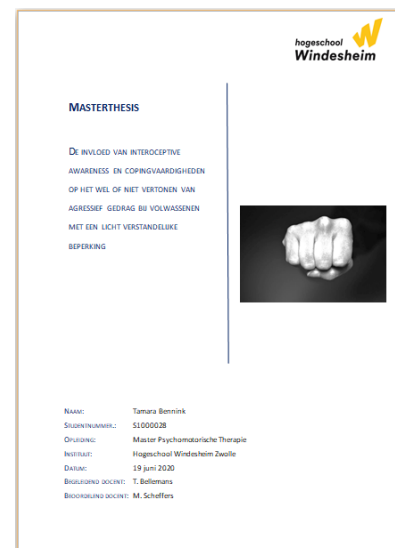 hogeschool
Windesheim
MASTERTHESIS
DE INVLOED VAN INTEROCEPTIVE
AWARENESS EN COPINGVAARDIGHEDEN
OP HET WEL OF NIET VERTONEN VAN
AGRESSIEF GEDRAG BIJ VOLWASSENEN
MET EEN LICHT VERSTANDELIJKE
BEPERKING
NAAM: Tamara Bennink
STUDENTNUMMER.: S1000028
OPLEIDING: Master Psychomotorische Therapie
INSTITUUT: Hogeschool Windesheim Zwolle
DATUM: 19 juni 2020
BEGELEIDEND DOCENT: T. Bellemans
BEOORDELEND DOCENT: M. Scheffers